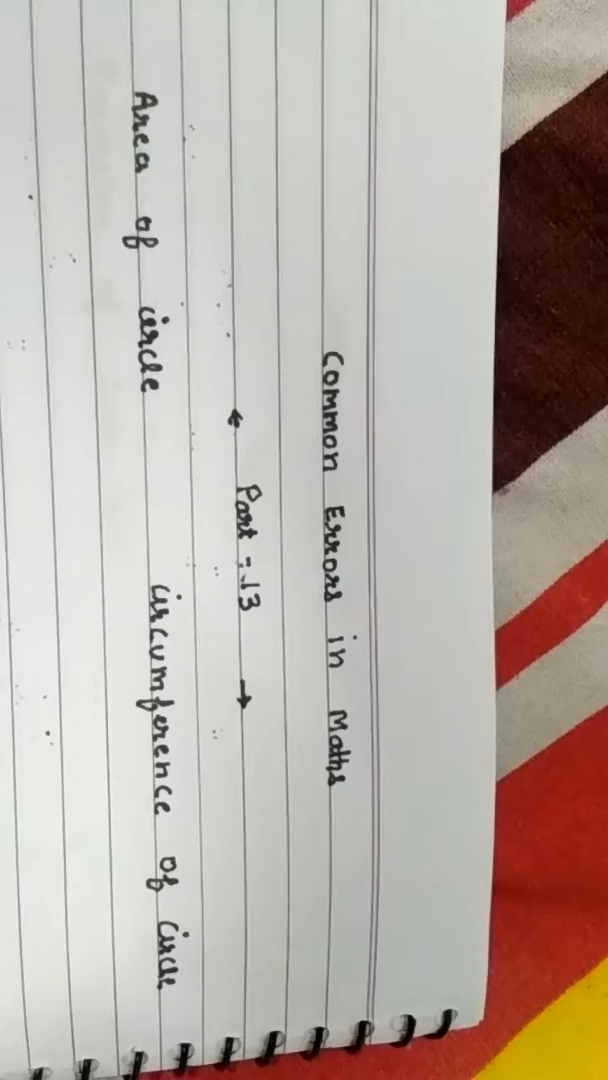 Common Errors in Maths
← Part - 13 →
Area of circle circumference of circle